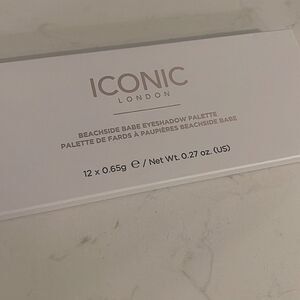 ICONIC
LONDON
BEACHSIDE BABE EYESHADOW PALETTE
PALETTE DE FARDS À PAUPIÈRES BEACHSIDE BABE
12 x 0.65g ℮ / Net Wt. 0.27 oz. (US)